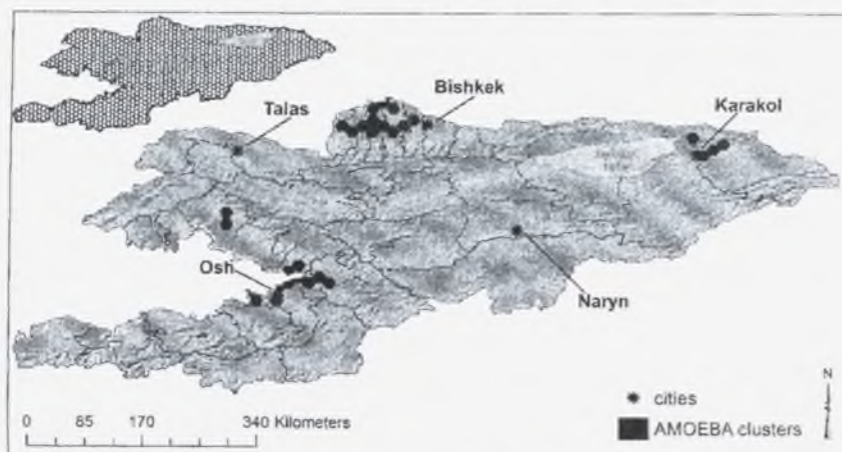 Bishkek
Talas
Karakol
Osh
Naryn
N
cities
0 85 170 340 Kilometers
AMOEBA clusters